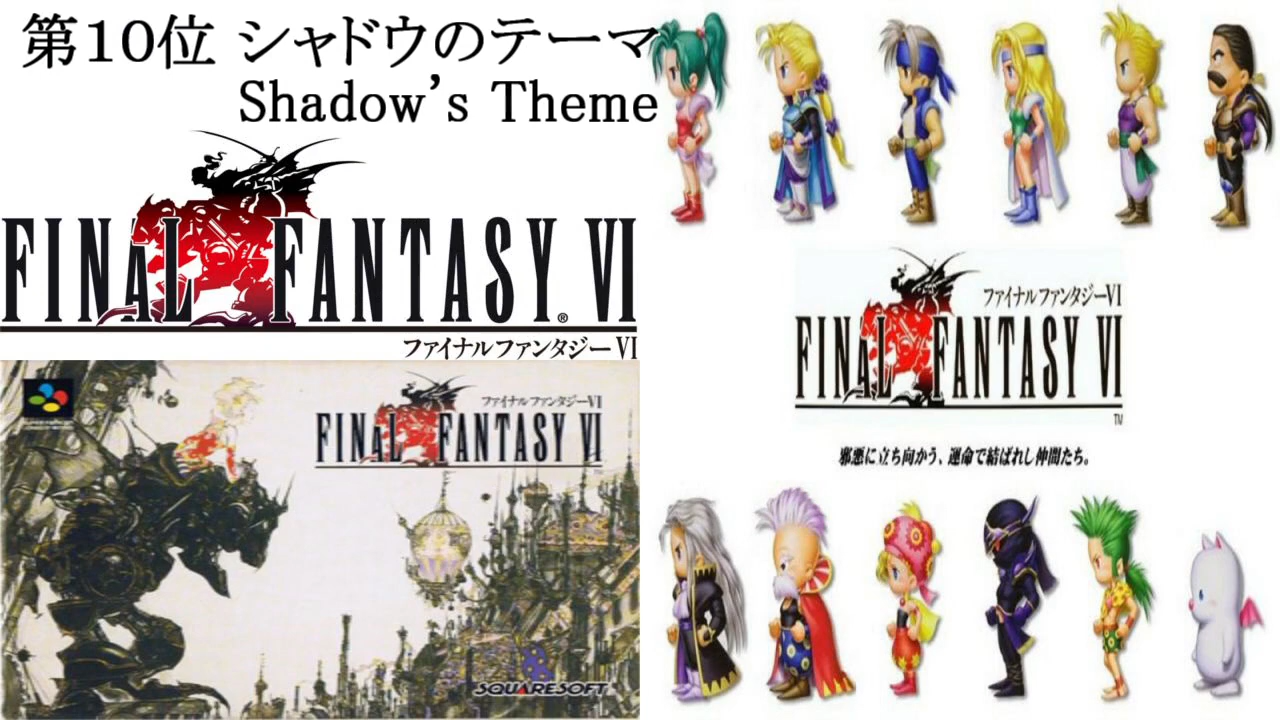 第10位 シャドウのテーマ
Shadow's Theme
FINAL FANTASY VI
®
ファイナルファンタジー VI
ファイナルファンタジーVI
FINAL FANTASY VI
SQUARESOFT
ファイナルファンタジーVI
FINAL FANTASY VI
TM
邪悪に立ち向かう、運命で結ばれし仲間たち。